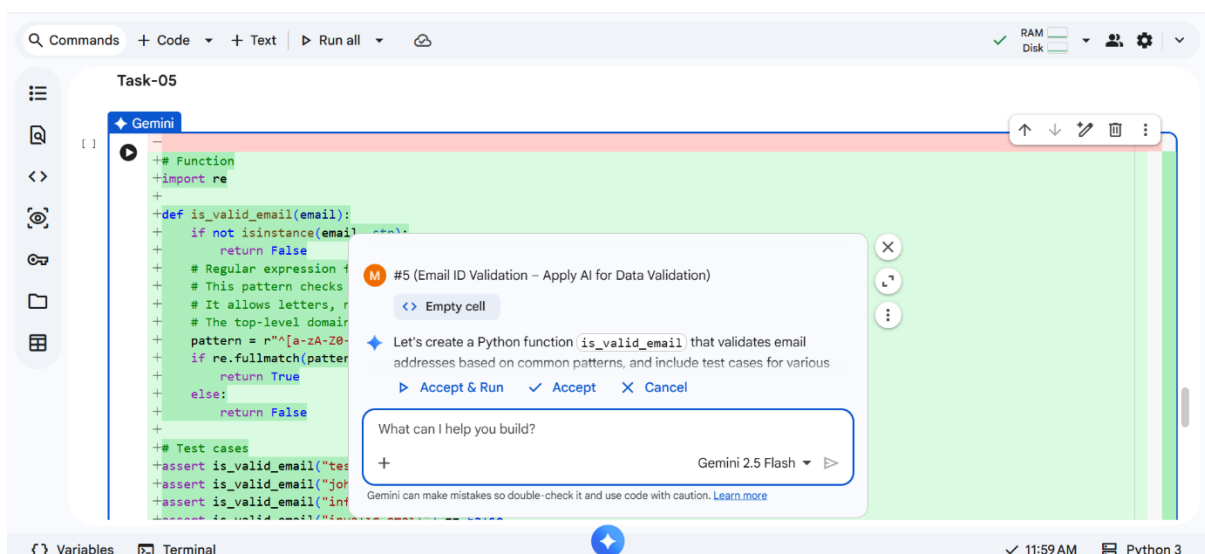 Commands + Code + Text Run all RAM
Disk
Task-05
Gemini
[ ]
-
+# Function
+import re
+
+def is_valid_email(email):
+    if not isinstance(email, str):
+        return False
+    # Regular expression
+    # This pattern checks
+    # It allows letters,
+    # The top-level domain
+    pattern = r"^[a-zA-Z0-
+    if re.fullmatch(patter
+        return True
+    else:
+        return False
+
+# Test cases
+assert is_valid_email("tes
+assert is_valid_email("joh
+assert is_valid_email("inf
M #5 (Email ID Validation – Apply AI for Data Validation)
<> Empty cell
Let's create a Python function is_valid_email that validates email
addresses based on common patterns, and include test cases for various
Accept & Run Accept Cancel
What can I help you build?
+ Gemini 2.5 Flash
Gemini can make mistakes so double-check it and use code with caution. Learn more
{} Variables Terminal 11:59 AM Python 3